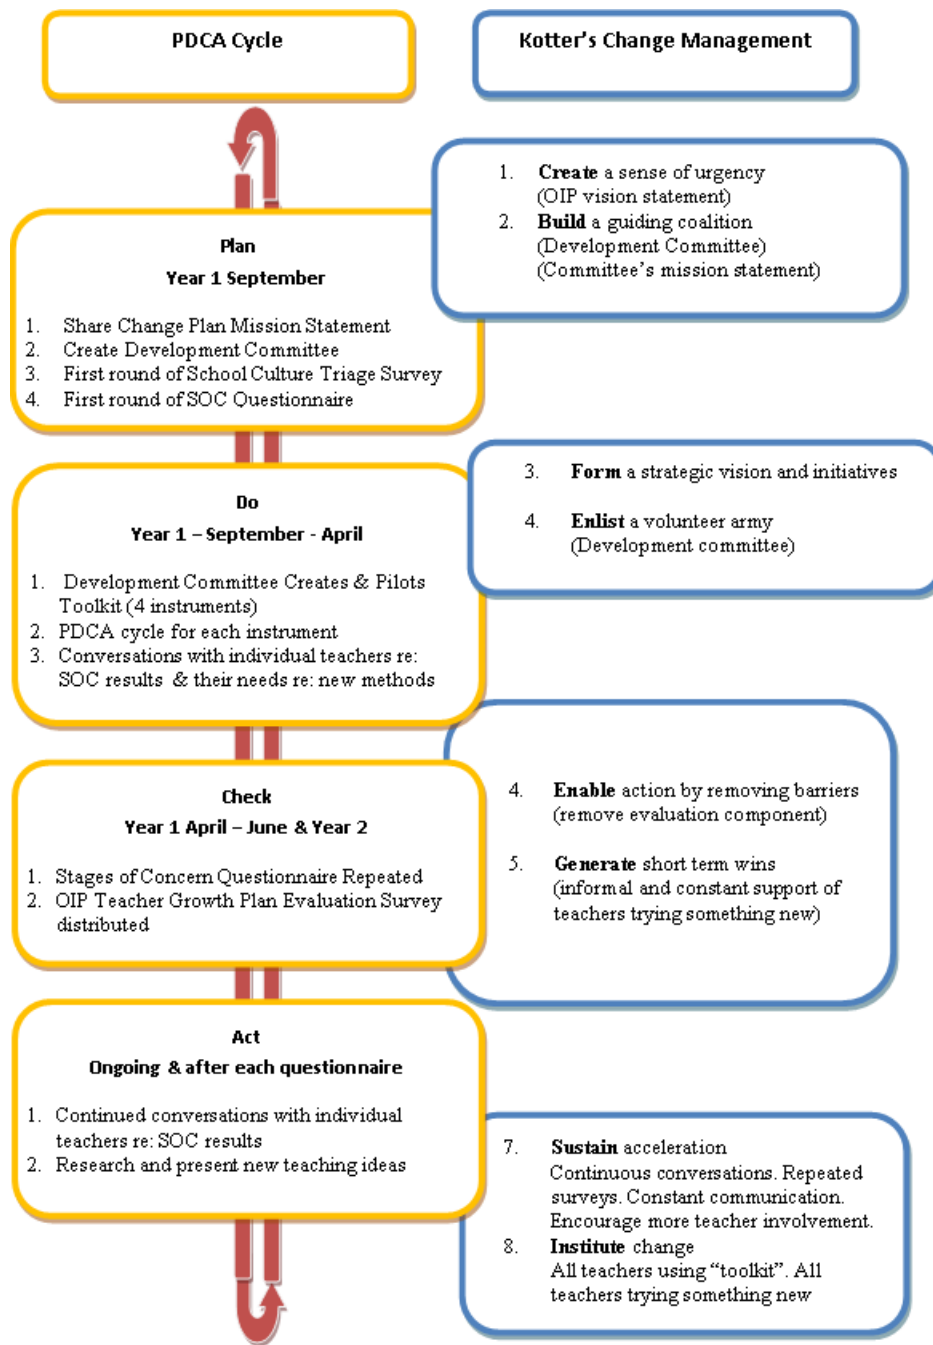 PDCA Cycle
Kotter's Change Management
1. Create a sense of urgency
(OIP vision statement)
2. Build a guiding coalition
(Development Committee)
(Committee's mission statement)
Plan
Year 1 September
1. Share Change Plan Mission Statement
2. Create Development Committee
3. First round of School Culture Triage Survey
4. First round of SOC Questionnaire
3. Form a strategic vision and initiatives
4. Enlist a volunteer army
(Development committee)
Do
Year 1 – September - April
1. Development Committee Creates & Pilots
Toolkit (4 instruments)
2. PDCA cycle for each instrument
3. Conversations with individual teachers re:
SOC results & their needs re: new methods
4. Enable action by removing barriers
(remove evaluation component)
5. Generate short term wins
(informal and constant support of
teachers trying something new)
Check
Year 1 April – June & Year 2
1. Stages of Concern Questionnaire Repeated
2. OIP Teacher Growth Plan Evaluation Survey
distributed
Act
Ongoing & after each questionnaire
1. Continued conversations with individual
teachers re: SOC results
2. Research and present new teaching ideas
7. Sustain acceleration
Continuous conversations. Repeated
surveys. Constant communication.
Encourage more teacher involvement.
8. Institute change
All teachers using "toolkit". All
teachers trying something new